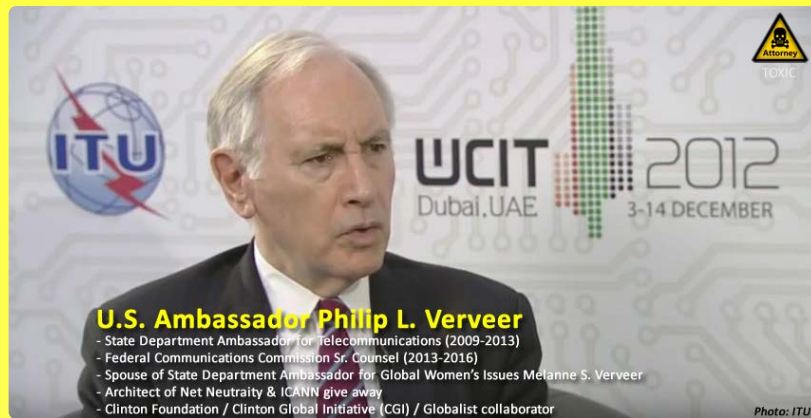 Attorney
TOXIC
ITU
WCIT 2012
Dubai,UAE 3-14 DECEMBER
U.S. Ambassador Philip L. Verveer
- State Department Ambassador for Telecommunications (2009-2013)
- Federal Communications Commission Sr. Counsel (2013-2016)
- Spouse of State Department Ambassador for Global Women's Issues Melanne S. Verveer
- Architect of Net Neutraity & ICANN give away
- Clinton Foundation / Clinton Global Initiative (CGI) / Globalist collaborator
Photo: ITU